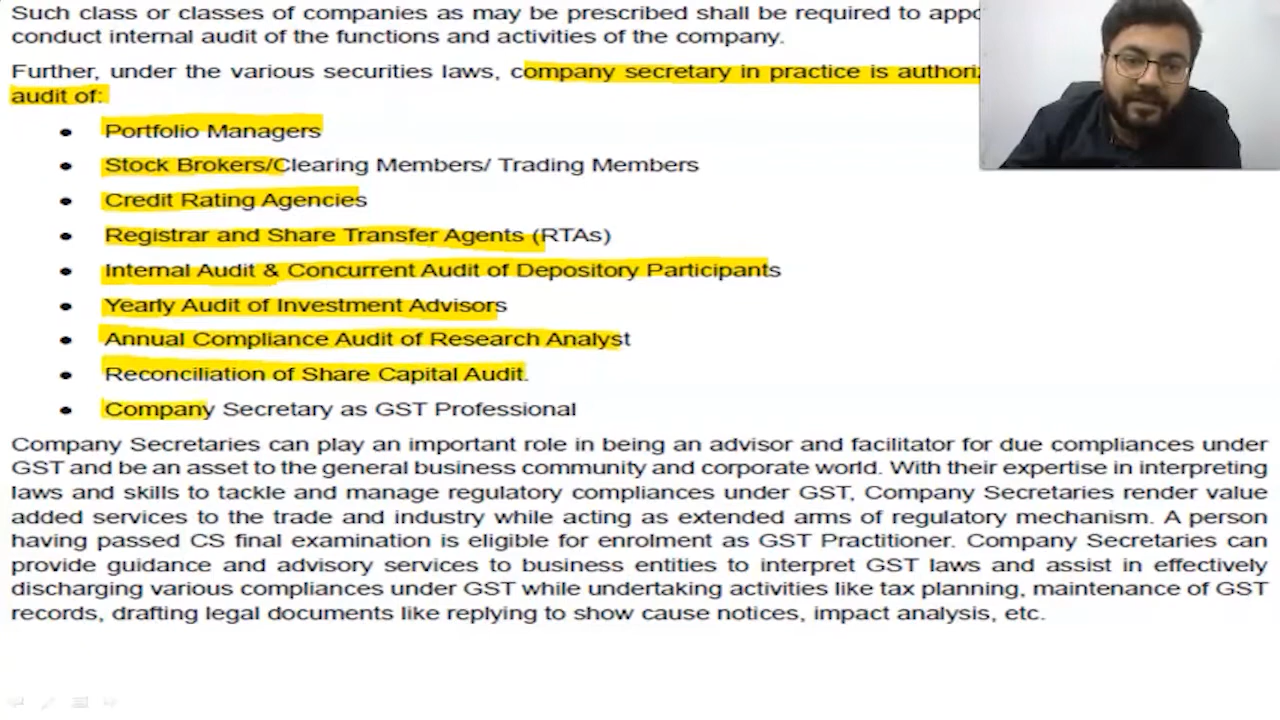 Such class or classes of companies as may be prescribed shall be required to appo
conduct internal audit of the functions and activities of the company.
Further, under the various securities laws, company secretary in practice is authoriz
audit of:
• Portfolio Managers
• Stock Brokers/Clearing Members/ Trading Members
• Credit Rating Agencies
• Registrar and Share Transfer Agents (RTAs)
• Internal Audit & Concurrent Audit of Depository Participants
• Yearly Audit of Investment Advisors
• Annual Compliance Audit of Research Analyst
• Reconciliation of Share Capital Audit.
• Company Secretary as GST Professional
Company Secretaries can play an important role in being an advisor and facilitator for due compliances under
GST and be an asset to the general business community and corporate world. With their expertise in interpreting
laws and skills to tackle and manage regulatory compliances under GST, Company Secretaries render value
added services to the trade and industry while acting as extended arms of regulatory mechanism. A person
having passed CS final examination is eligible for enrolment as GST Practitioner. Company Secretaries can
provide guidance and advisory services to business entities to interpret GST laws and assist in effectively
discharging various compliances under GST while undertaking activities like tax planning, maintenance of GST
records, drafting legal documents like replying to show cause notices, impact analysis, etc.